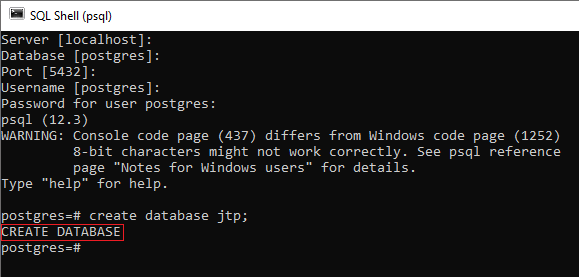 SQL Shell (psql)
Server [localhost]:
Database [postgres]:
Port [5432]:
Username [postgres]:
Password for user postgres:
psql (12.3)
WARNING: Console code page (437) differs from Windows code page (1252)
         8-bit characters might not work correctly. See psql reference
         page "Notes for Windows users" for details.
Type "help" for help.
postgres=# create database jtp;
CREATE DATABASE
postgres=#